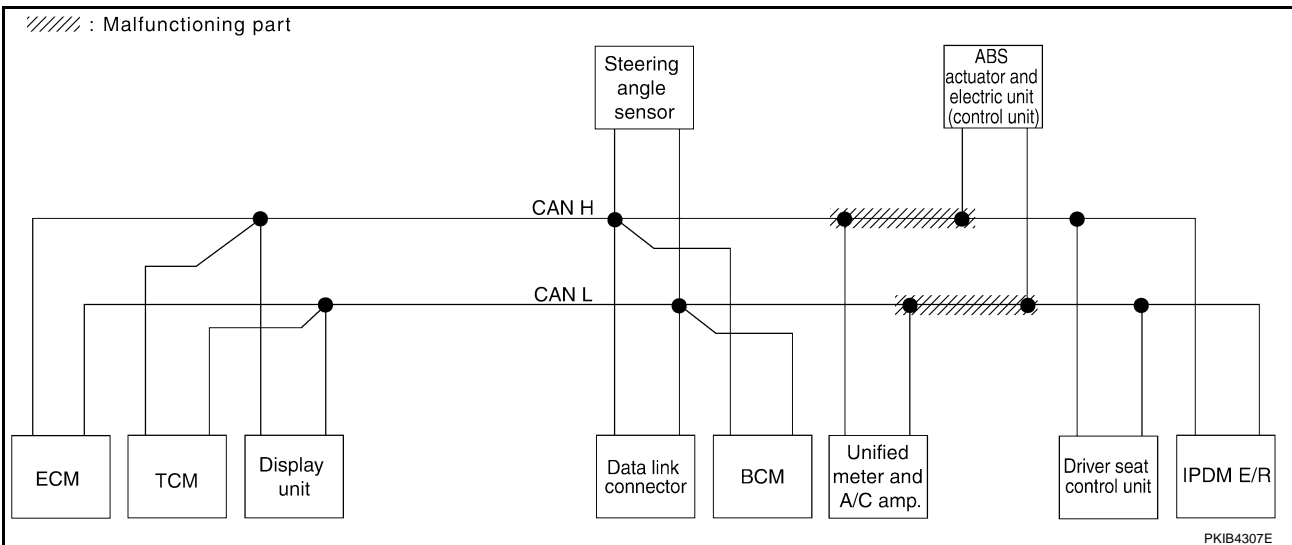 : Malfunctioning part
Steering
angle
sensor
ABS
actuator and
electric unit
(control unit)
CAN H
CAN L
ECM
TCM
Display
unit
Data link
connector
BCM
Unified
meter and
A/C amp.
Driver seat
control unit
IPDM E/R
PKIB4307E